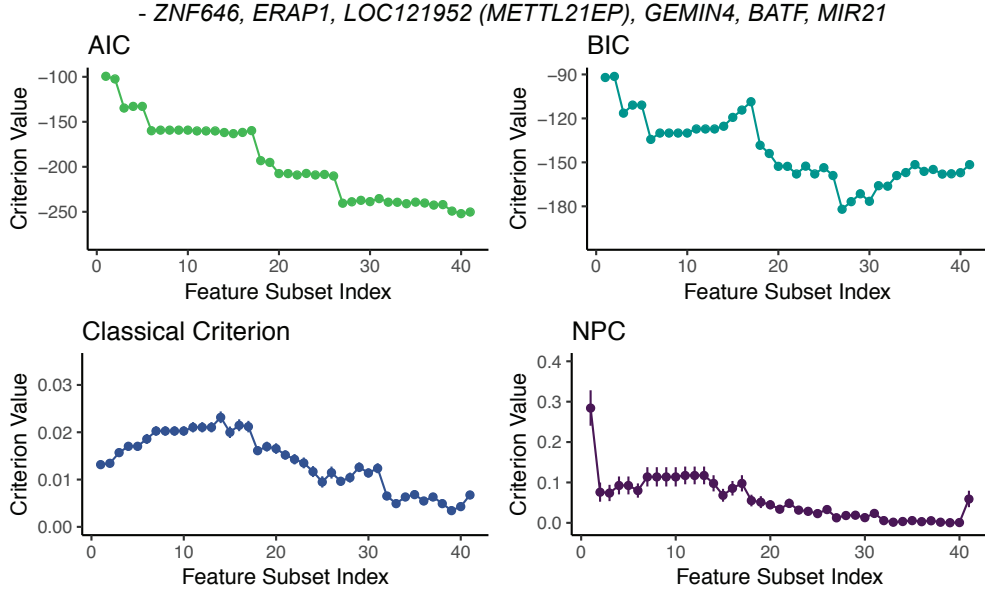 - ZNF646, ERAP1, LOC121952 (METTL21EP), GEMIN4, BATF, MIR21
AIC
Criterion Value
−100
−150
−200
−250
0 10 20 30 40
Feature Subset Index
BIC
Criterion Value
−90
−120
−150
−180
0 10 20 30 40
Feature Subset Index
Classical Criterion
Criterion Value
0.03
0.02
0.01
0.00
0 10 20 30 40
Feature Subset Index
NPC
Criterion Value
0.4
0.3
0.2
0.1
0.0
0 10 20 30 40
Feature Subset Index